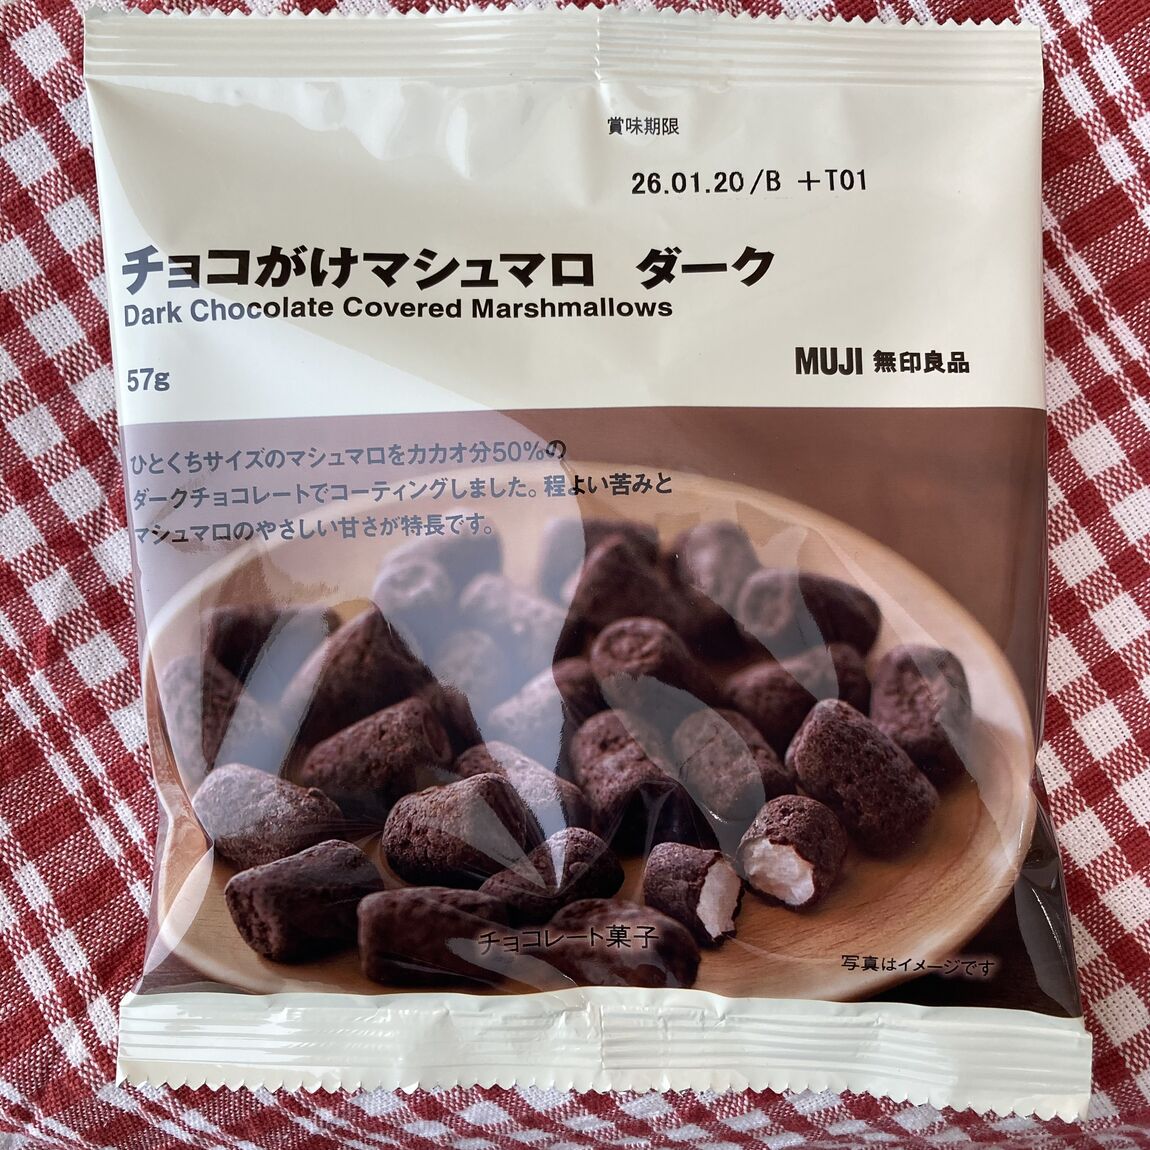 賞味期限
26.01.20/B +T01
チョコがけマシュマロ ダーク
Dark Chocolate Covered Marshmallows
57g
MUJI 無印良品
ひとくちサイズのマシュマロをカカオ分50%の
ダークチョコレートでコーティングしました。程よい苦みと
マシュマロのやさしい甘さが特長です。
チョコレート菓子
写真はイメージです